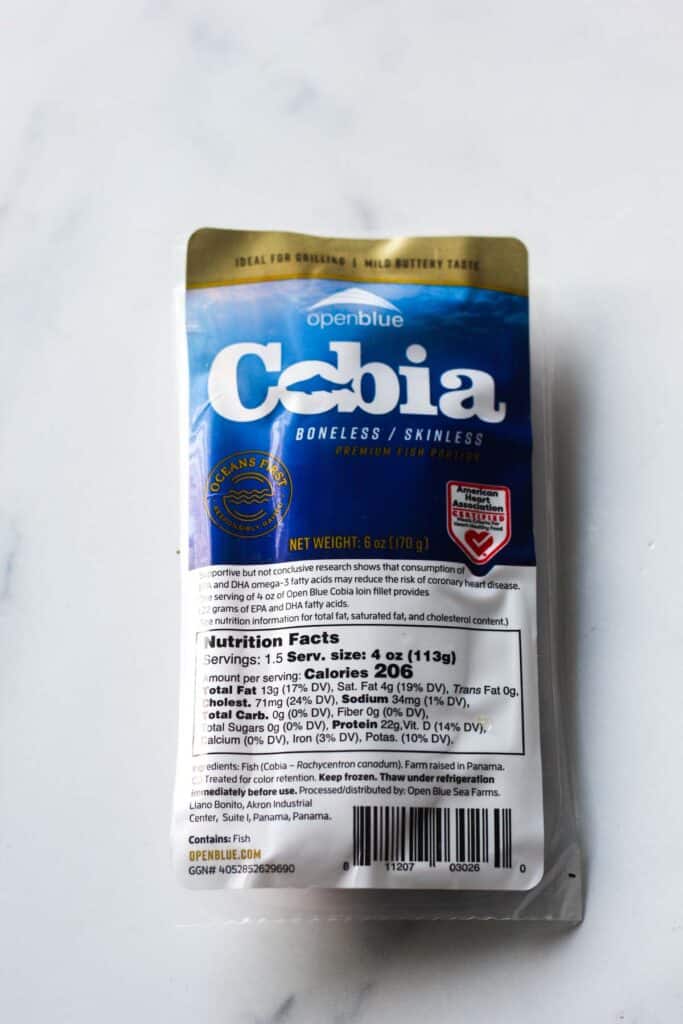 IDEAL FOR GRILLING | MILD BUTTERY TASTE
openblue
Cobia
BONELESS / SKINLESS
PREMIUM FISH PORTION
OCEANS FIRST
RESPONSIBLY RAISED
American
Heart
Association
CERTIFIED
Meets Criteria For
Heart-Healthy Food
NET WEIGHT: 6 oz (170 g)
Supportive but not conclusive research shows that consumption of
EPA and DHA omega-3 fatty acids may reduce the risk of coronary heart disease.
One serving of 4 oz of Open Blue Cobia loin fillet provides
grams of EPA and DHA fatty acids.
See nutrition information for total fat, saturated fat, and cholesterol content.)
Nutrition Facts
Servings: 1.5 Serv. size: 4 oz (113g)
Amount per serving: Calories 206
Total Fat 13g (17% DV), Sat. Fat 4g (19% DV), Trans Fat 0g,
Cholest. 71mg (24% DV), Sodium 34mg (1% DV),
Total Carb. 0g (0% DV), Fiber 0g (0% DV),
Total Sugars 0g (0% DV), Protein 22g, Vit. D (14% DV),
Calcium (0% DV), Iron (3% DV), Potas. (10% DV).
Ingredients: Fish (Cobia – Rachycentron canadum). Farm raised in Panama.
Treated for color retention. Keep frozen. Thaw under refrigeration
immediately before use. Processed/distributed by: Open Blue Sea Farms.
Llano Bonito, Akron Industrial
Center, Suite I, Panama, Panama.
Contains: Fish
OPENBLUE.COM
GGN# 4052852629690
0 11207 03026 0